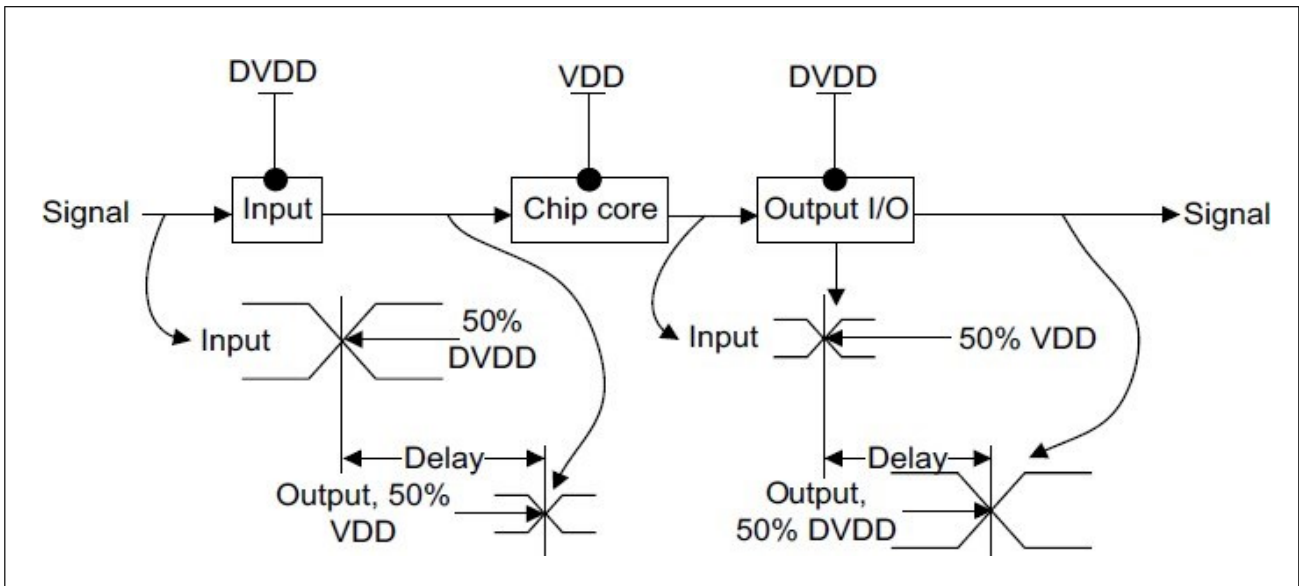 DVDD
VDD
DVDD
Signal
Input
Chip core
Output I/O
Signal
Input
50%
DVDD
Input
50% VDD
Delay
Output, 50%
VDD
Delay
Output,
50% DVDD